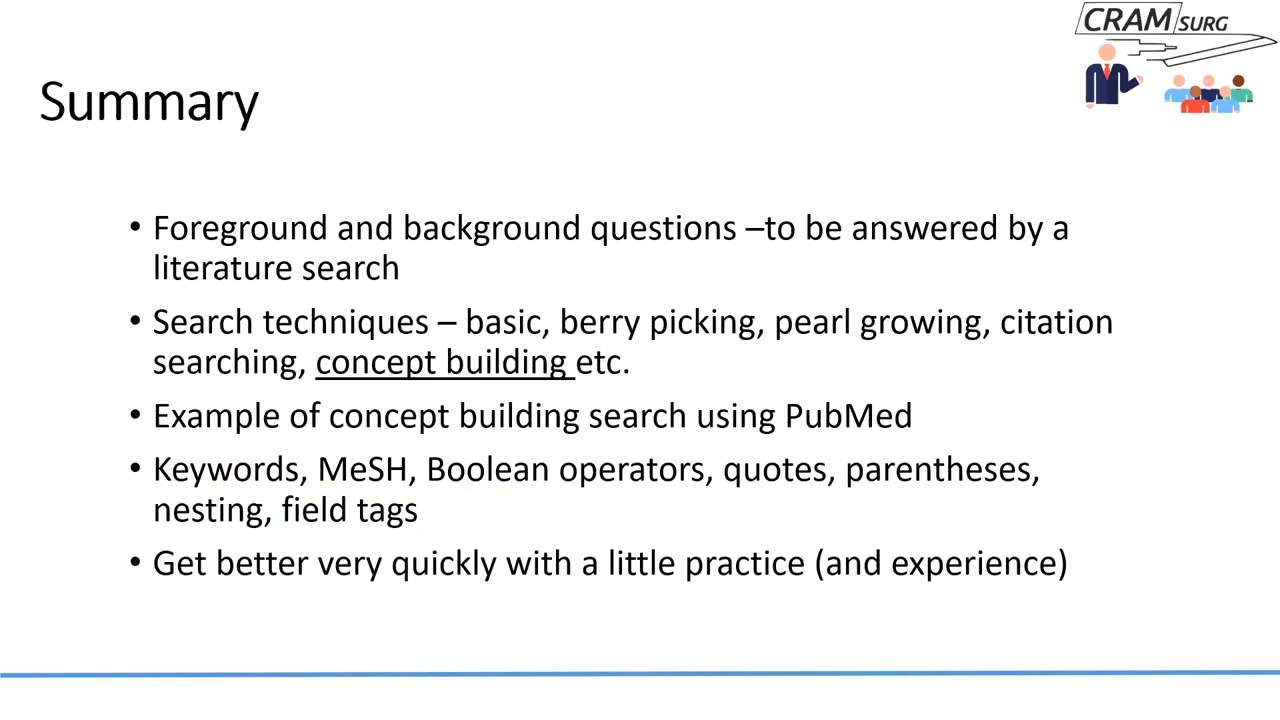 CRAM SURG
Summary
• Foreground and background questions –to be answered by a
literature search
• Search techniques – basic, berry picking, pearl growing, citation
searching, concept building etc.
• Example of concept building search using PubMed
• Keywords, MeSH, Boolean operators, quotes, parentheses,
nesting, field tags
• Get better very quickly with a little practice (and experience)